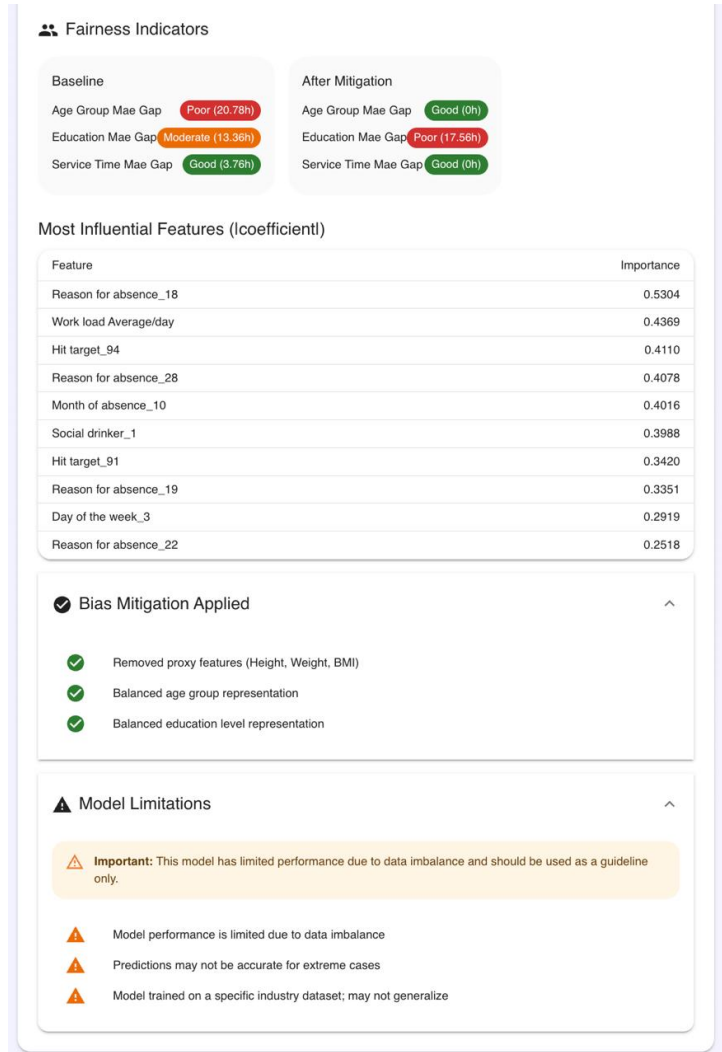 Fairness Indicators
Baseline
Age Group Mae Gap Poor (20.78h)
Education Mae Gap Moderate (13.36h)
Service Time Mae Gap Good (3.76h)
After Mitigation
Age Group Mae Gap Good (0h)
Education Mae Gap Poor (17.56h)
Service Time Mae Gap Good (0h)
Most Influential Features (|coefficient|)
Feature Importance
Reason for absence_18 0.5304
Work load Average/day 0.4369
Hit target_94 0.4110
Reason for absence_28 0.4078
Month of absence_10 0.4016
Social drinker_1 0.3988
Hit target_91 0.3420
Reason for absence_19 0.3351
Day of the week_3 0.2919
Reason for absence_22 0.2518
Bias Mitigation Applied
Removed proxy features (Height, Weight, BMI)
Balanced age group representation
Balanced education level representation
Model Limitations
Important: This model has limited performance due to data imbalance and should be used as a guideline
only.
Model performance is limited due to data imbalance
Predictions may not be accurate for extreme cases
Model trained on a specific industry dataset; may not generalize